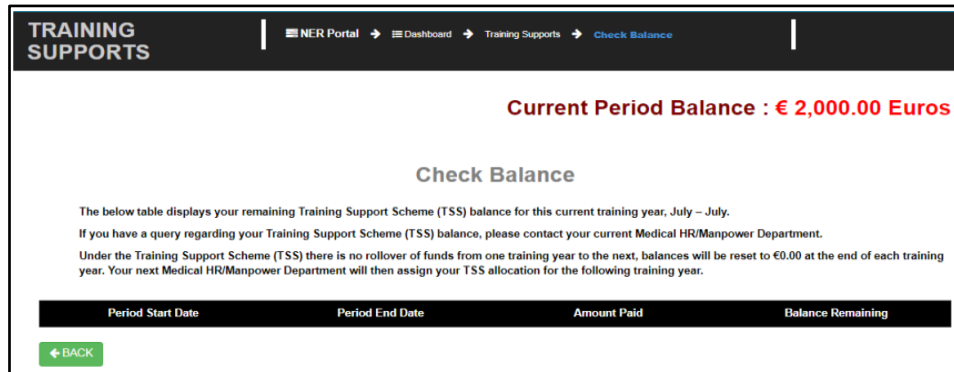 TRAINING
SUPPORTS
NER Portal Dashboard Training Supports Check Balance
Current Period Balance : € 2,000.00 Euros
Check Balance
The below table displays your remaining Training Support Scheme (TSS) balance for this current training year, July – July.
If you have a query regarding your Training Support Scheme (TSS) balance, please contact your current Medical HR/Manpower Department.
Under the Training Support Scheme (TSS) there is no rollover of funds from one training year to the next, balances will be reset to €0.00 at the end of each training
year. Your next Medical HR/Manpower Department will then assign your TSS allocation for the following training year.
Period Start Date Period End Date Amount Paid Balance Remaining
BACK